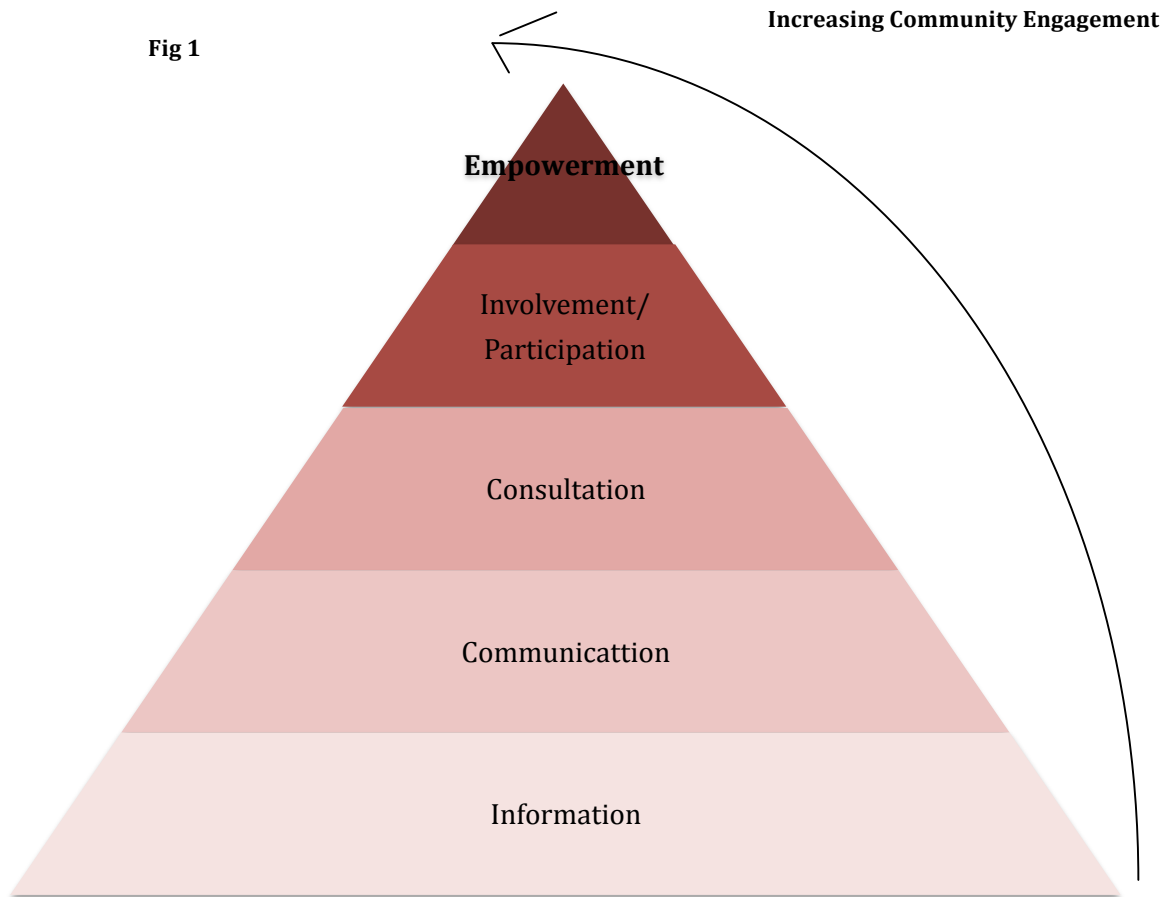 Increasing Community Engagement
Fig 1
Empowerment
Involvement/
Participation
Consultation
Communicattion
Information